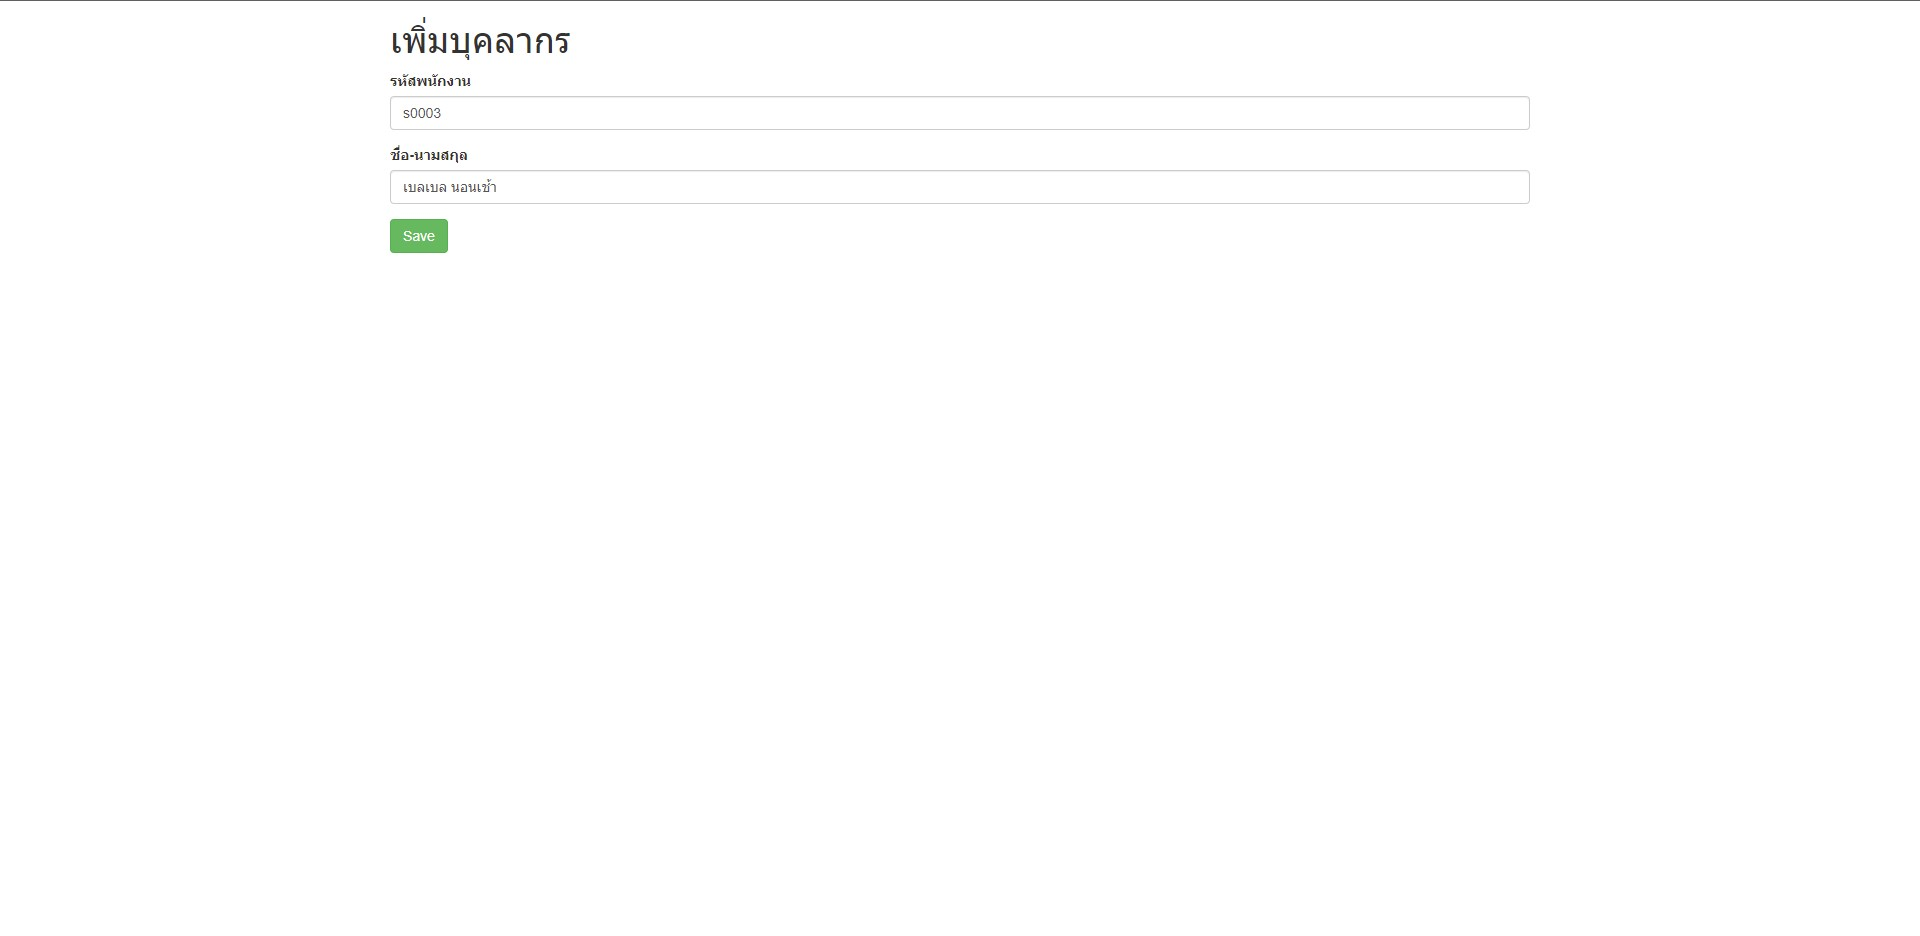 เพิ่มบุคลากร
รหัสพนักงาน
s0003
ชื่อ-นามสกุล
เบลเบล นอนเช้า
Save